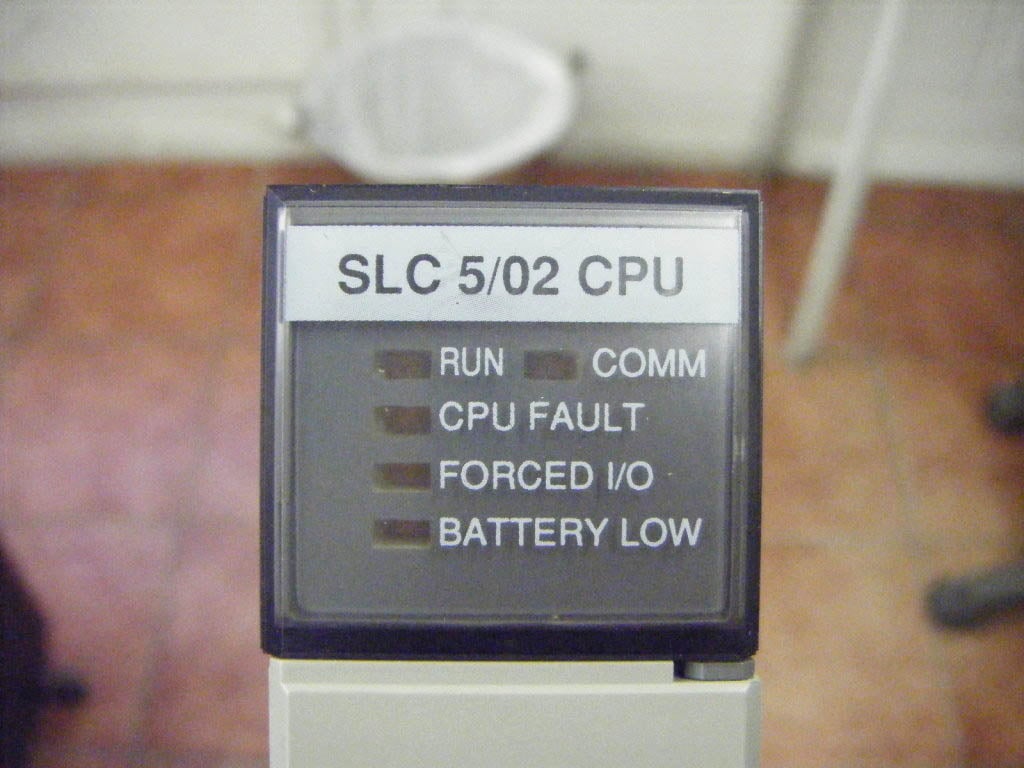 SLC 5/02 CPU
RUN COMM
CPU FAULT
FORCED I/O
BATTERY LOW